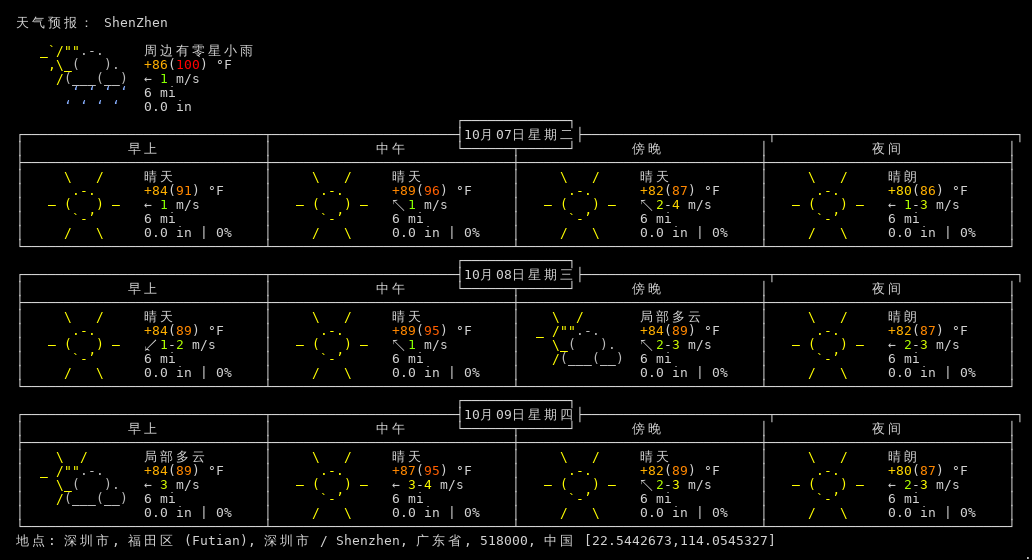 天气预报： ShenZhen
周边有零星小雨
+86(100) °F
← 1 m/s
6 mi
0.0 in
10月07日星期二
早上 中午 傍晚 夜间
晴天 晴天 晴天 晴朗
+84(91) °F +89(96) °F +82(87) °F +80(86) °F
← 1 m/s ↖ 1 m/s ↖ 2-4 m/s ← 1-3 m/s
6 mi 6 mi 6 mi 6 mi
0.0 in | 0% 0.0 in | 0% 0.0 in | 0% 0.0 in | 0%
10月08日星期三
早上 中午 傍晚 夜间
晴天 晴天 局部多云 晴朗
+84(89) °F +89(95) °F +84(89) °F +82(87) °F
↙ 1-2 m/s ↖ 1 m/s ↖ 2-3 m/s ← 2-3 m/s
6 mi 6 mi 6 mi 6 mi
0.0 in | 0% 0.0 in | 0% 0.0 in | 0% 0.0 in | 0%
10月09日星期四
早上 中午 傍晚 夜间
局部多云 晴天 晴天 晴朗
+84(89) °F +87(95) °F +82(89) °F +80(87) °F
← 3 m/s ← 3-4 m/s ↖ 2-3 m/s ← 2-3 m/s
6 mi 6 mi 6 mi 6 mi
0.0 in | 0% 0.0 in | 0% 0.0 in | 0% 0.0 in | 0%
地点: 深圳市, 福田区 (Futian), 深圳市 / Shenzhen, 广东省, 518000, 中国 [22.5442673,114.0545327]